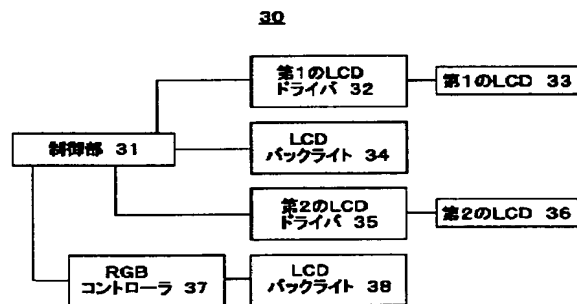 30
第1のLCD
ドライバ 32
第1のLCD 33
制御部 31
LCD
バックライト 34
第2のLCD
ドライバ 35
第2のLCD 36
RGB
コントローラ 37
LCD
バックライト 38